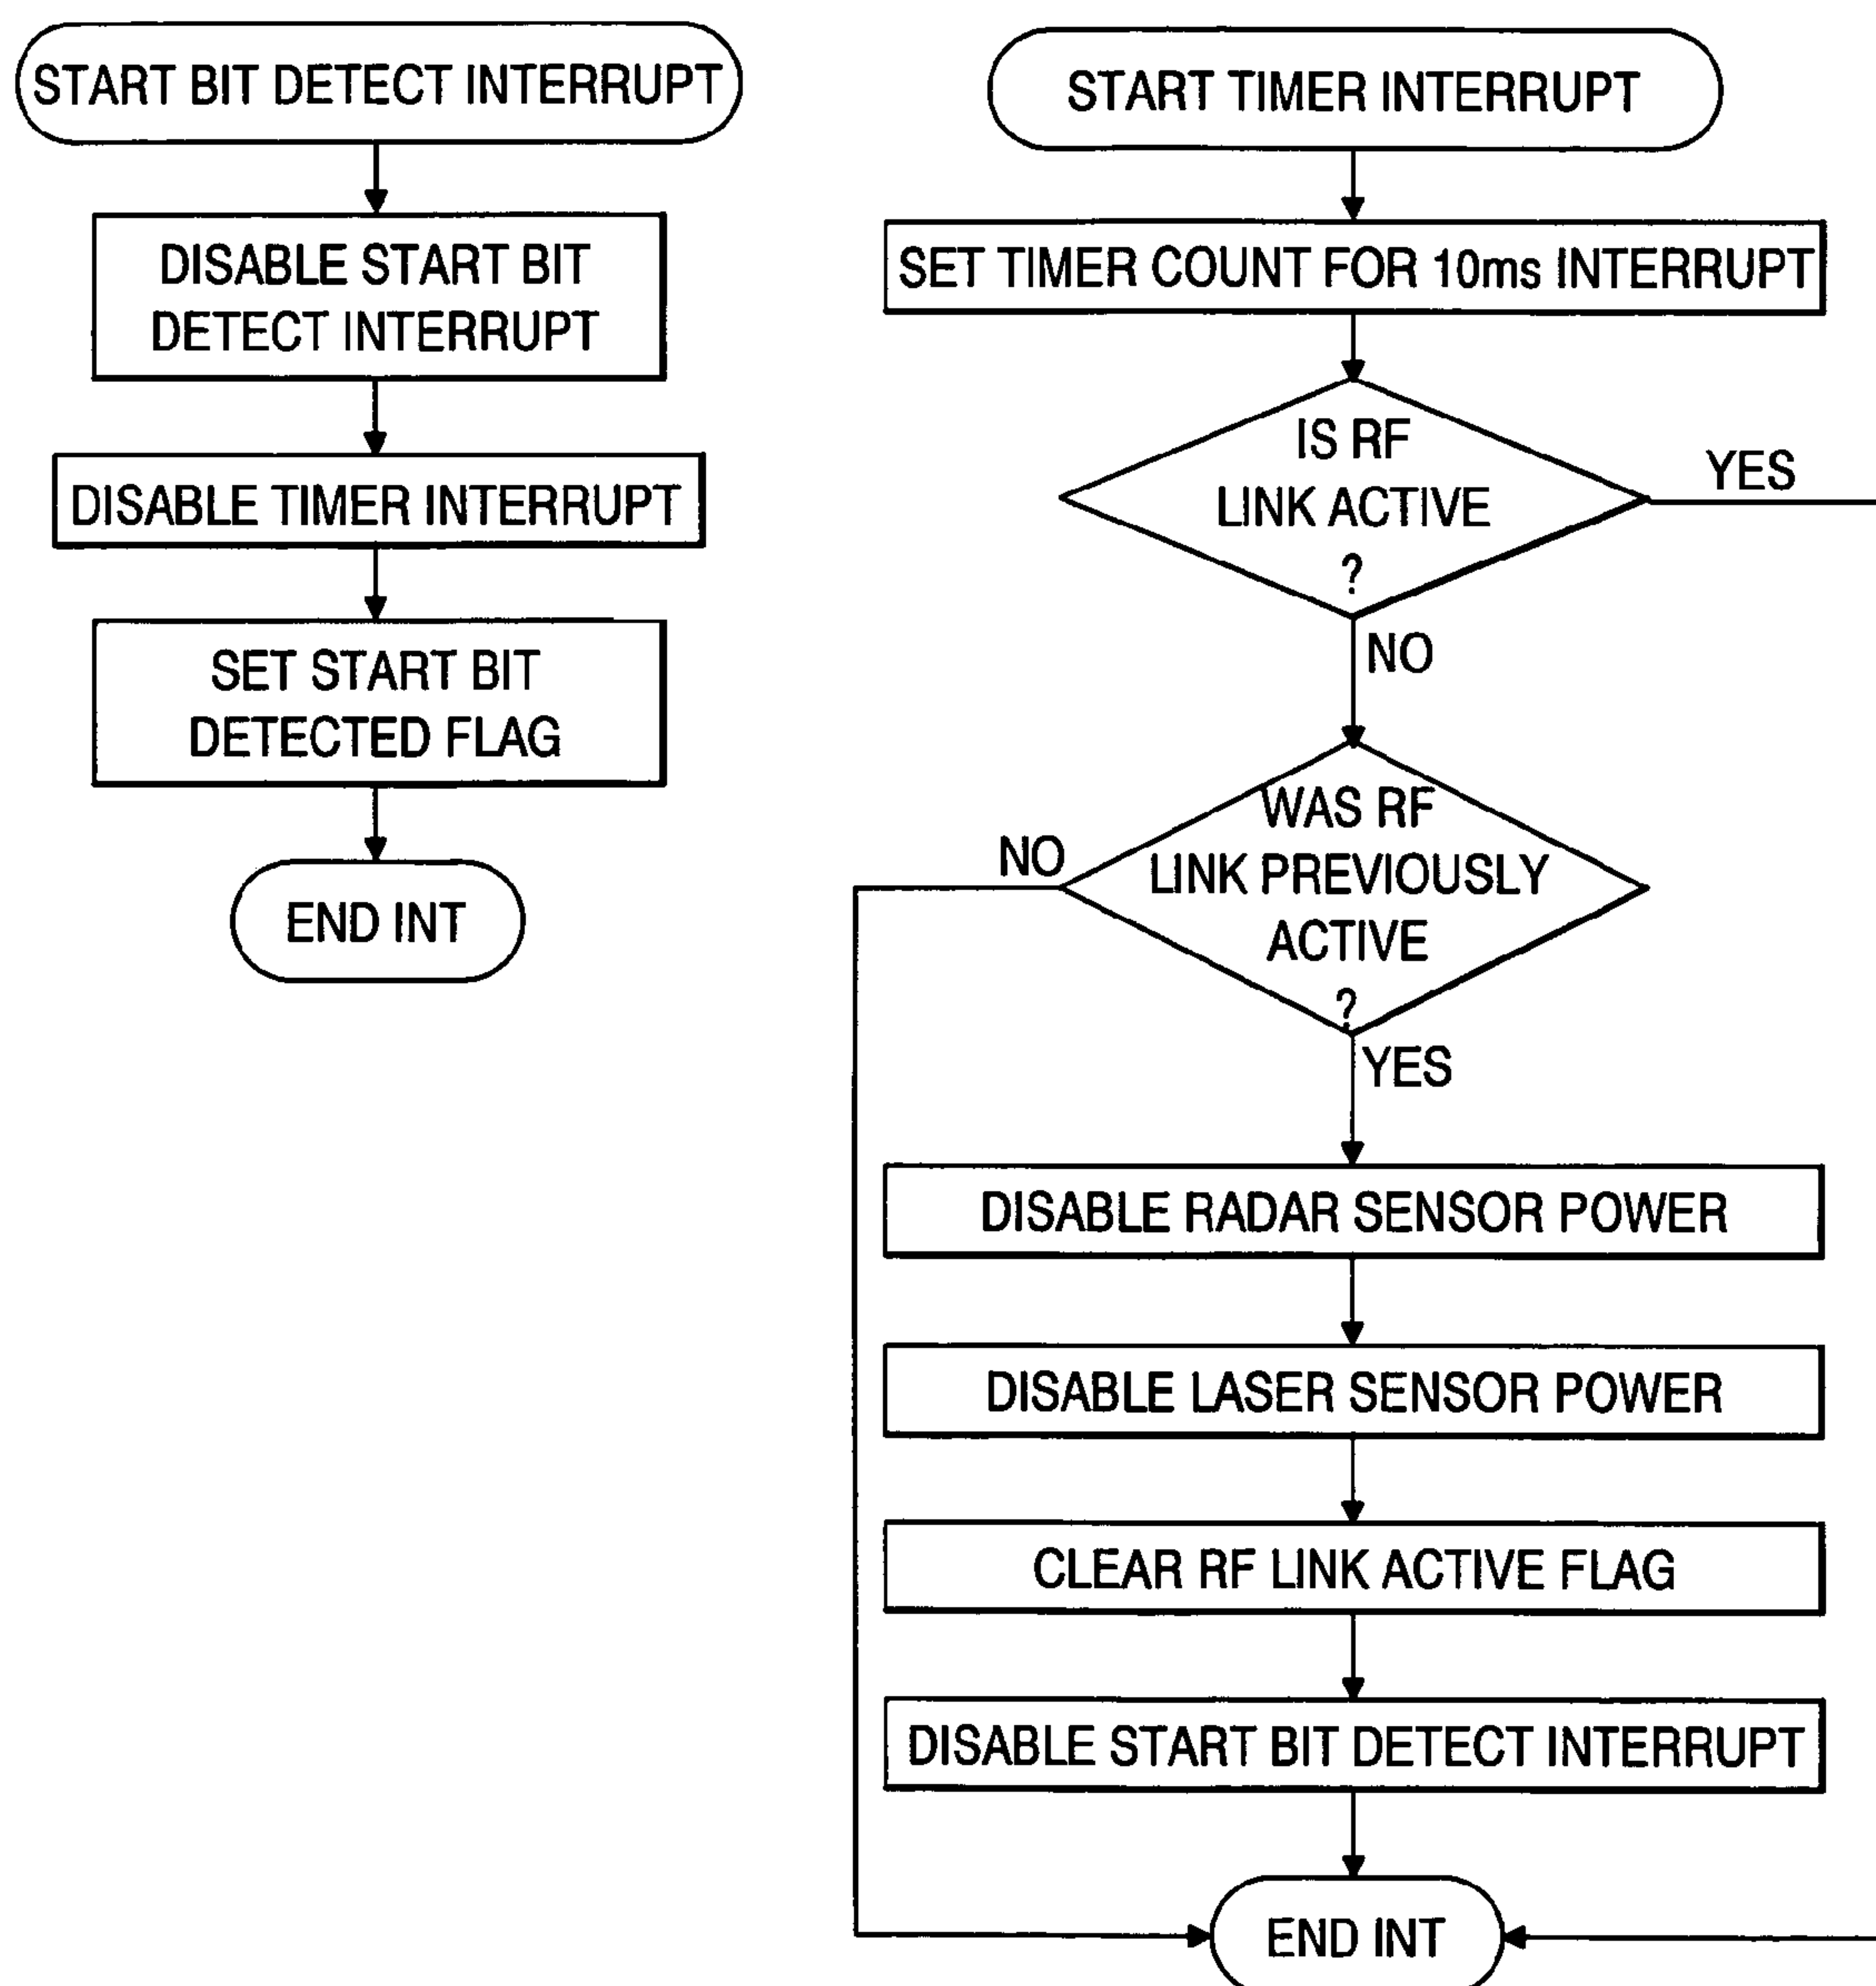 START BIT DETECT INTERRUPT
DISABLE START BIT
DETECT INTERRUPT
DISABLE TIMER INTERRUPT
SET START BIT
DETECTED FLAG
END INT
START TIMER INTERRUPT
SET TIMER COUNT FOR 10ms INTERRUPT
IS RF
LINK ACTIVE
?
YES
NO
WAS RF
LINK PREVIOUSLY
ACTIVE
?
NO
YES
DISABLE RADAR SENSOR POWER
DISABLE LASER SENSOR POWER
CLEAR RF LINK ACTIVE FLAG
DISABLE START BIT DETECT INTERRUPT
END INT